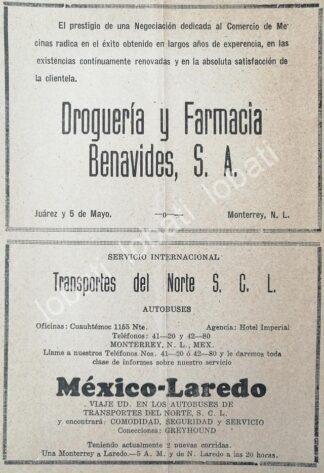 El prestigio de una Negociación dedicada al Comercio de Me
cinas radica en el éxito obtenido en largos años de experencia, en las
existencias continuamente renovadas y en la absoluta satisfacción de
la clientela.
Droguería y Farmacia
Benavides, S. A.
Juárez y 5 de Mayo. —o— Monterrey, N. L.
SERVICIO INTERNACIONAL
Transportes del Norte S. C. L.
AUTOBUSES
Oficinas: Cuauhtémoc 1155 Nte. Agencia: Hotel Imperial
Teléfonos: 41—20 y 42—80
MONTERREY, N. L., MEX.
Llame a nuestros Teléfonos Nos. 41—20 ó 42—80 y le daremos toda
clase de informes sobre nuestro servicio
México-Laredo
VIAJE UD. EN LOS AUTOBUSES DE
TRANSPORTES DEL NORTE, S. C. L.
y encontrará: COMODIDAD, SEGURIDAD y SERVICIO
Conecciones: GREYHOUND
Teniendo actualmente 2 nuevas corridas.
Una Monterrey a Laredo.—5 A. M. y de N. Laredo a las 20 horas.
lobati lobati lobati